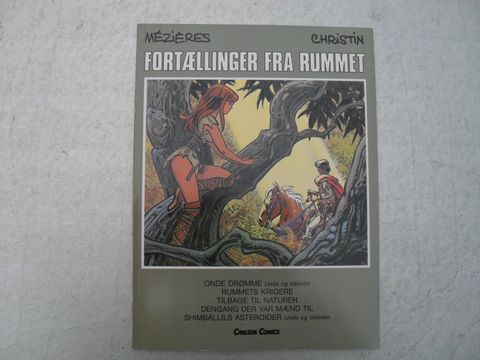 MÉZIÈRES CHRiSTiN
FORTÆLLINGER FRA RUMMET
ONDE DRØMME Linda og Valentin
RUMMETS KRIGERE
TILBAGE TIL NATUREN
DENGANG DER VAR MÆND TIL
SHIMBALLILS ASTEROIDER Linda og Valentin
CARLSEN COMICS